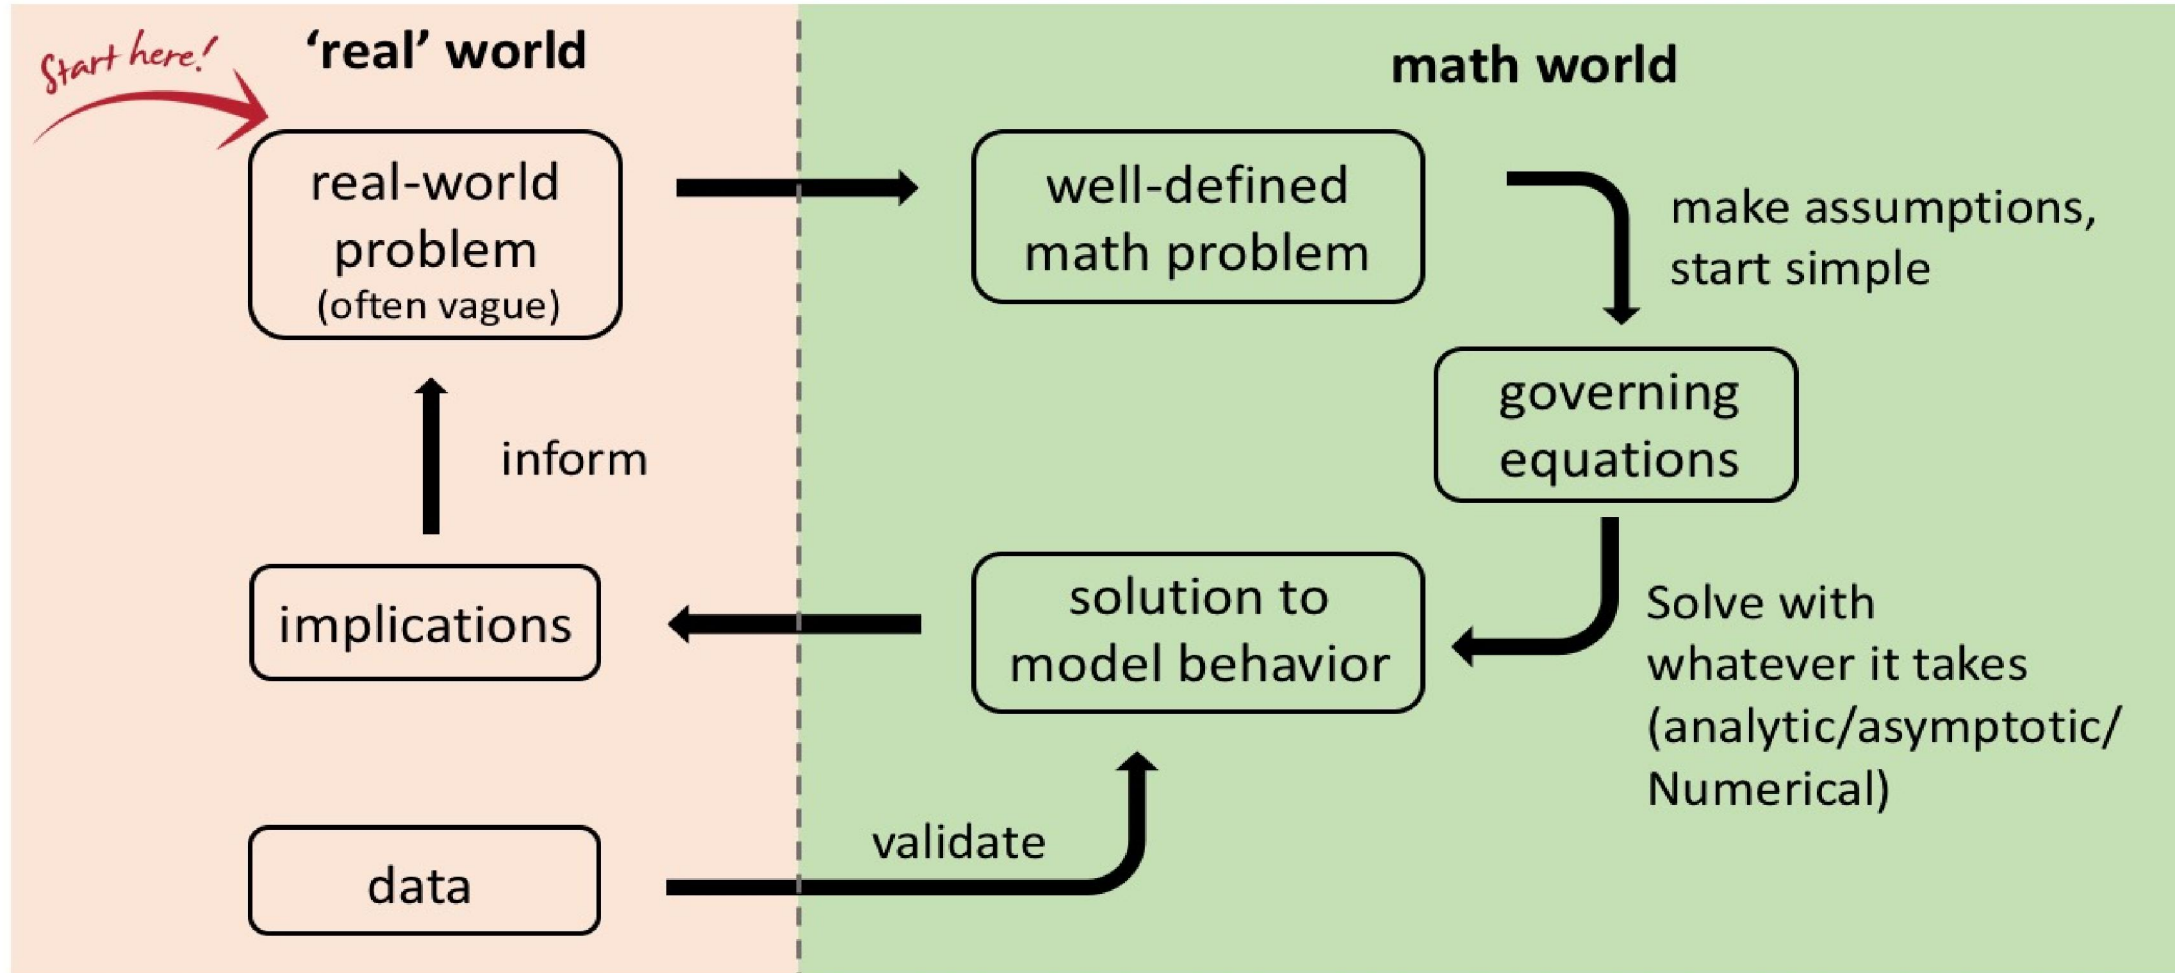 Start here!
‘real’ world
math world
real-world
problem
(often vague)
well-defined
math problem
make assumptions,
start simple
governing
equations
inform
implications
solution to
model behavior
Solve with
whatever it takes
(analytic/asymptotic/
Numerical)
validate
data